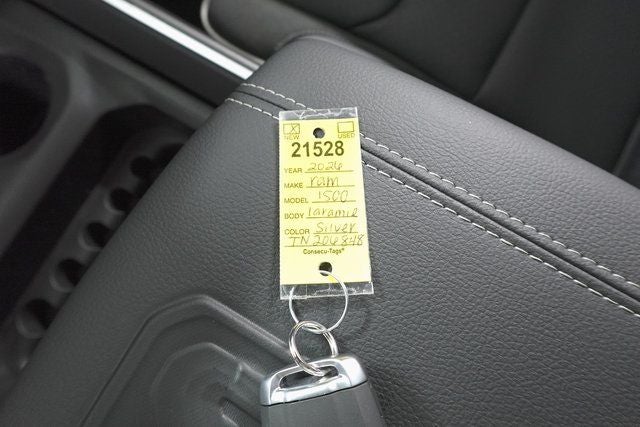 X
NEW USED
21528
YEAR 2026
MAKE ram
MODEL 1500
BODY laramie
COLOR Silver
TN206848
Consecu-Tags®